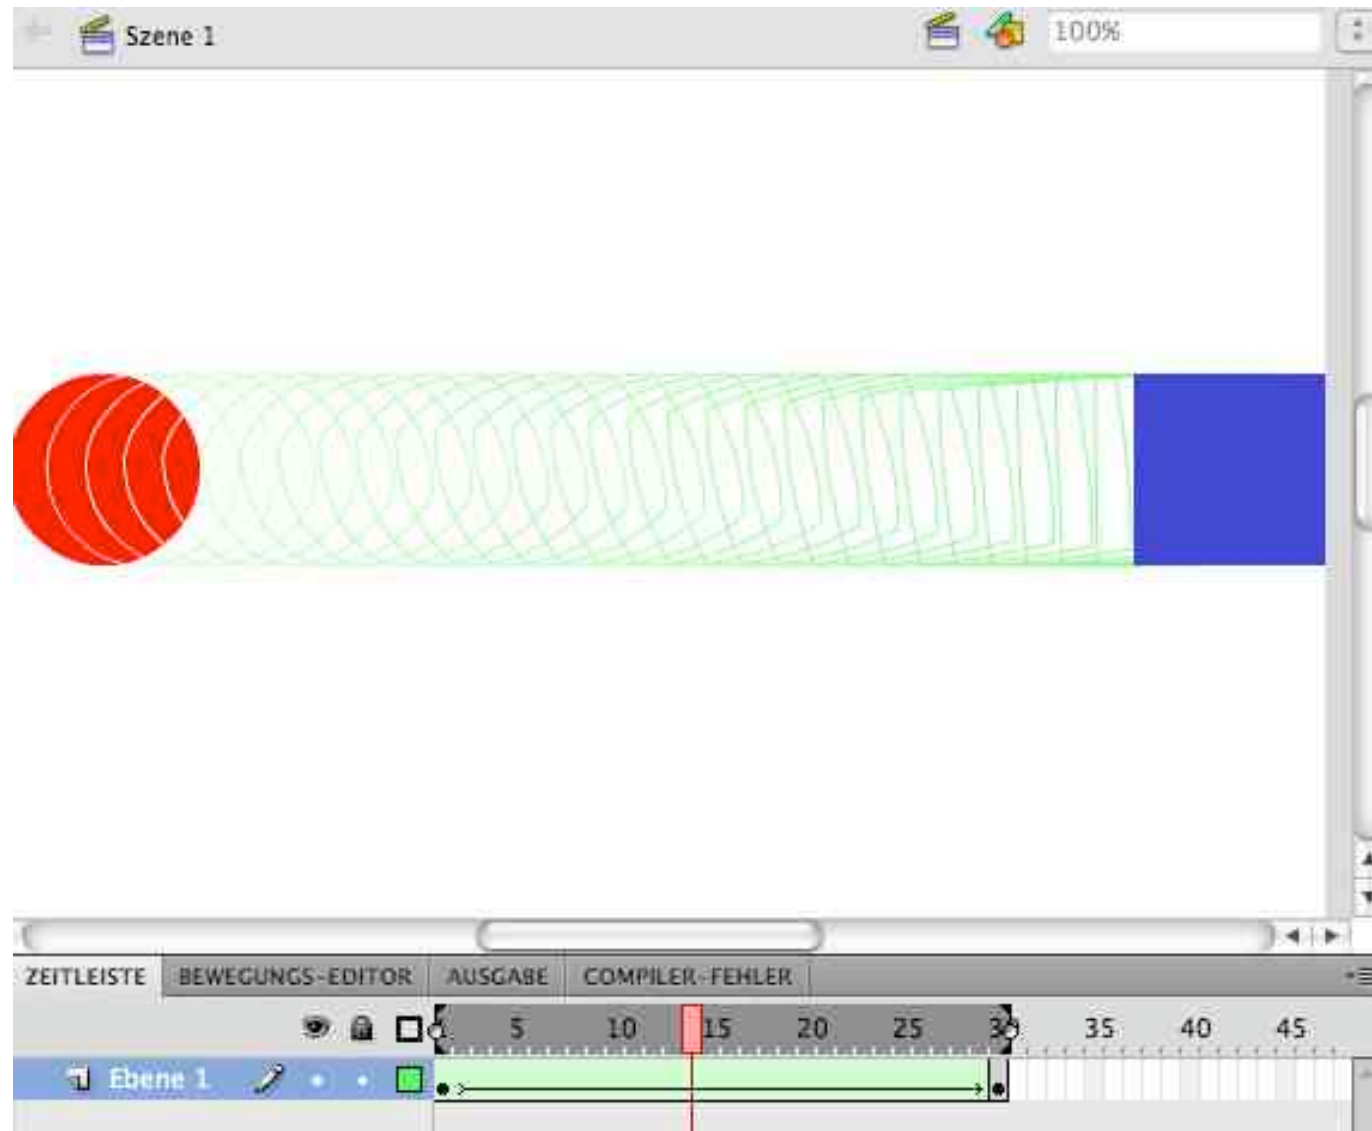 Szene 1 100%
ZEITLEISTE BEWEGUNGS-EDITOR AUSGABE COMPILER-FEHLER
5 10 15 20 25 30 35 40 45
Ebene 1